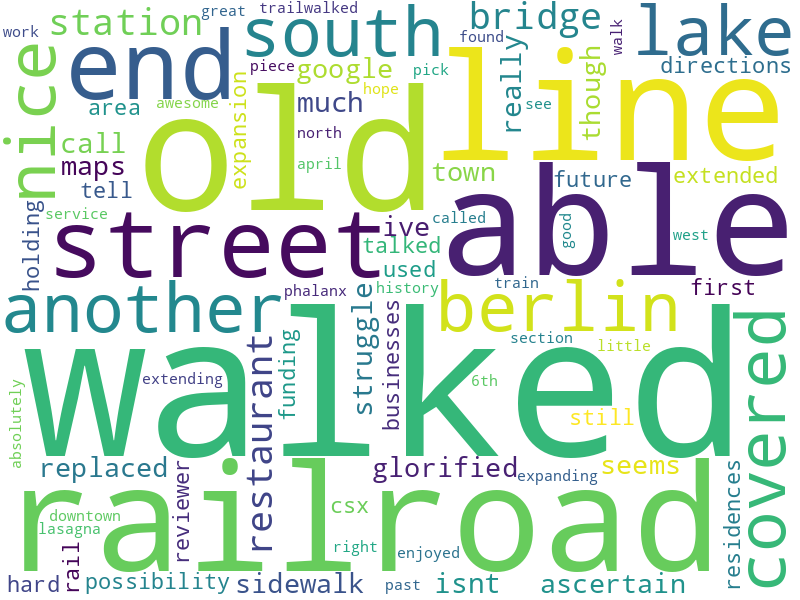 work
great
trailwalked
station
south
bridge
lake
found
walk
end
piece
google
pick
directions
nice
area
awesome
expansion
hope
much
old
line
really
see
though
call
north
maps
april
tell
town
future
extended
holding
service
street
ive
called
able
good
west
talked
used
another
phalanx
history
train
first
berlin
struggle
section
covered
walked
restaurant
funding
businesses
little
extending
6th
absolutely
still
replaced
reviewer
glorified
seems
expanding
residences
railroad
csx
downtown
lasagna
right
enjoyed
rail
hard
possibility
sidewalk
past
isnt
ascertain